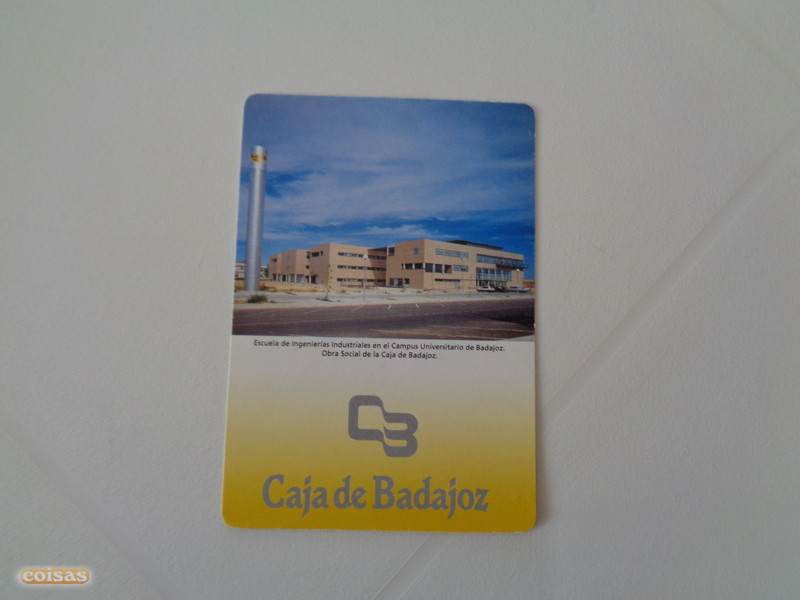 Escuela de Ingenierías Industriales en el Campus Universitario de Badajoz.
Obra Social de la Caja de Badajoz.
CB
Caja de Badajoz
coisas